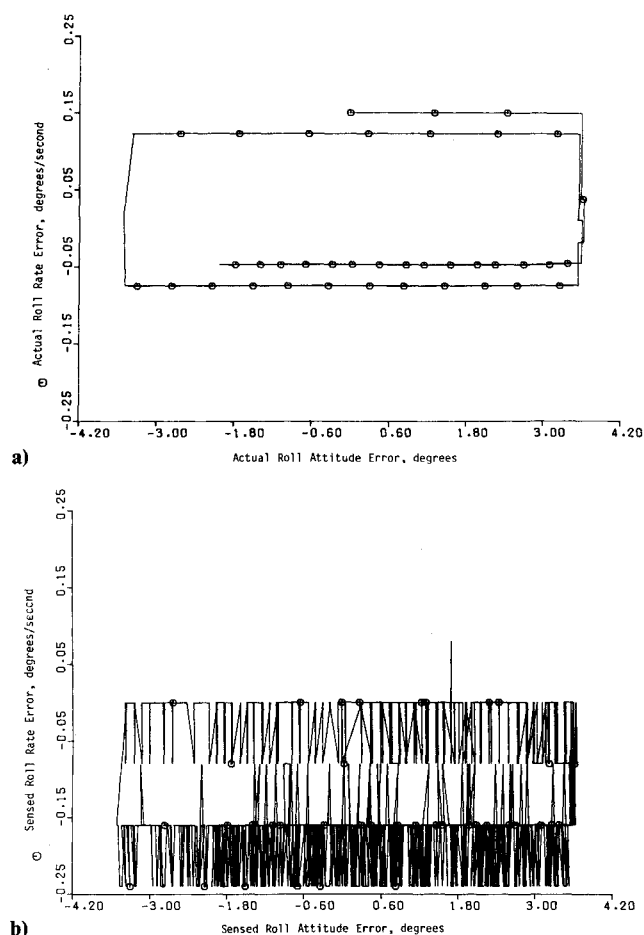 0.25
0.15
0.05
-0.05
-0.15
-0.25
Actual Roll Rate Error, degrees/second
-4.20 -3.00 -1.80 -0.60 0.60 1.80 3.00 4.20
a) Actual Roll Attitude Error, degrees
0.25
0.15
0.05
-0.05
-0.15
-0.25
Sensed Roll Rate Error, degrees/second
-4.20 -3.00 -1.80 -0.60 0.60 1.80 3.00 4.20
b) Sensed Roll Attitude Error, degrees